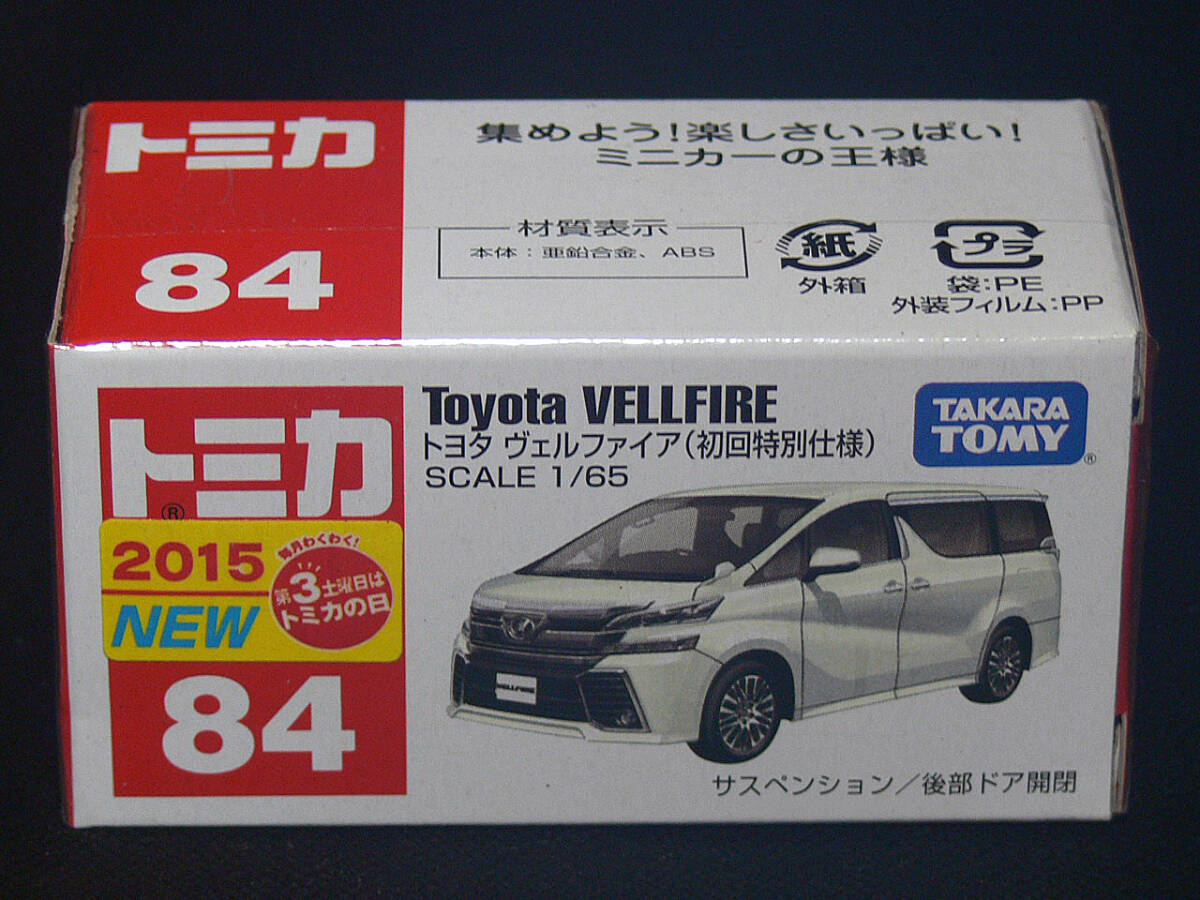 トミカ
84
集めよう!楽しさいっぱい!
ミニカーの王様
材質表示
本体:亜鉛合金、ABS
紙
外箱
プラ
袋:PE
外装フィルム:PP
トミカ
®
2015
NEW
毎月わくわく!
第3土曜日は
トミカの日
84
Toyota VELLFIRE
トヨタ ヴェルファイア(初回特別仕様)
SCALE 1/65
TAKARA
TOMY
®
VELLFIRE
サスペンション/後部ドア開閉